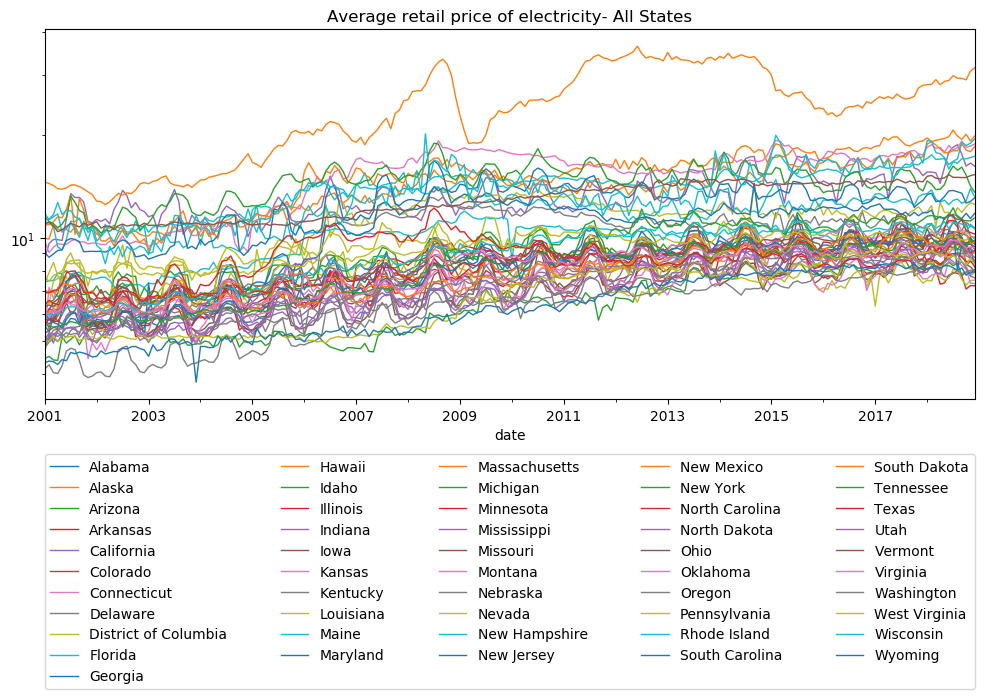 Average retail price of electricity- All States
10^1
2001 2003 2005 2007 2009 2011 2013 2015 2017
date
Alabama Hawaii Massachusetts New Mexico South Dakota
Alaska Idaho Michigan New York Tennessee
Arizona Illinois Minnesota North Carolina Texas
Arkansas Indiana Mississippi North Dakota Utah
California Iowa Missouri Ohio Vermont
Colorado Kansas Montana Oklahoma Virginia
Connecticut Kentucky Nebraska Oregon Washington
Delaware Louisiana Nevada Pennsylvania West Virginia
District of Columbia Maine New Hampshire Rhode Island Wisconsin
Florida Maryland New Jersey South Carolina Wyoming
Georgia